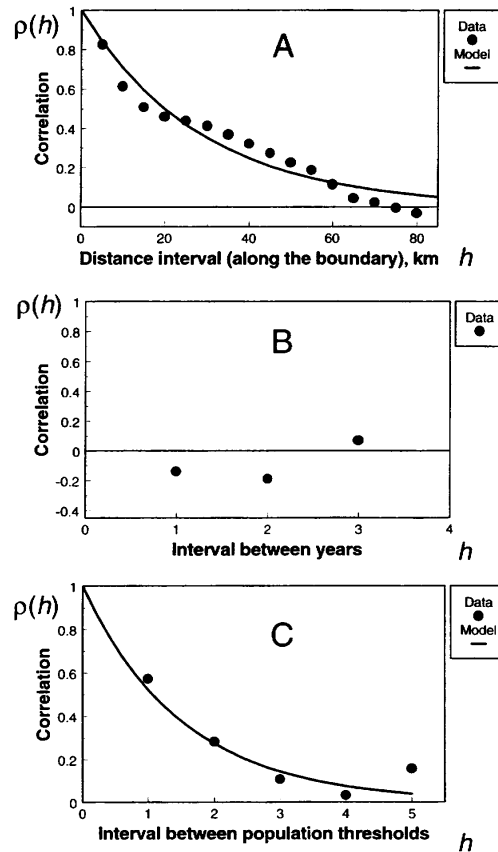 ρ(h)
A
1
0.8
0.6
0.4
0.2
0
Correlation
0 20 40 60 80
Distance interval (along the boundary), km h
Data
Model
ρ(h)
B
1
0.8
0.6
0.4
0.2
0
-0.2
-0.4
Correlation
0 1 2 3 4
Interval between years h
Data
ρ(h)
C
1
0.8
0.6
0.4
0.2
0
Correlation
0 1 2 3 4 5
Interval between population thresholds h
Data
Model